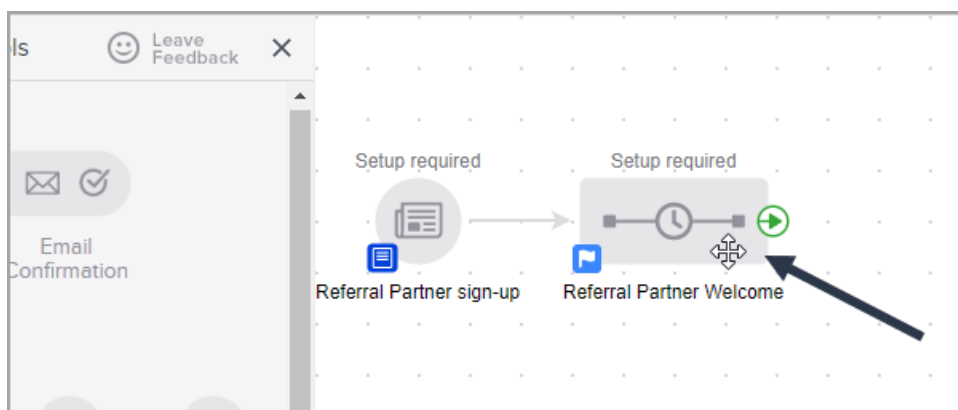 ls
Leave
Feedback
Email
Confirmation
Setup required
Setup required
Referral Partner sign-up
Referral Partner Welcome